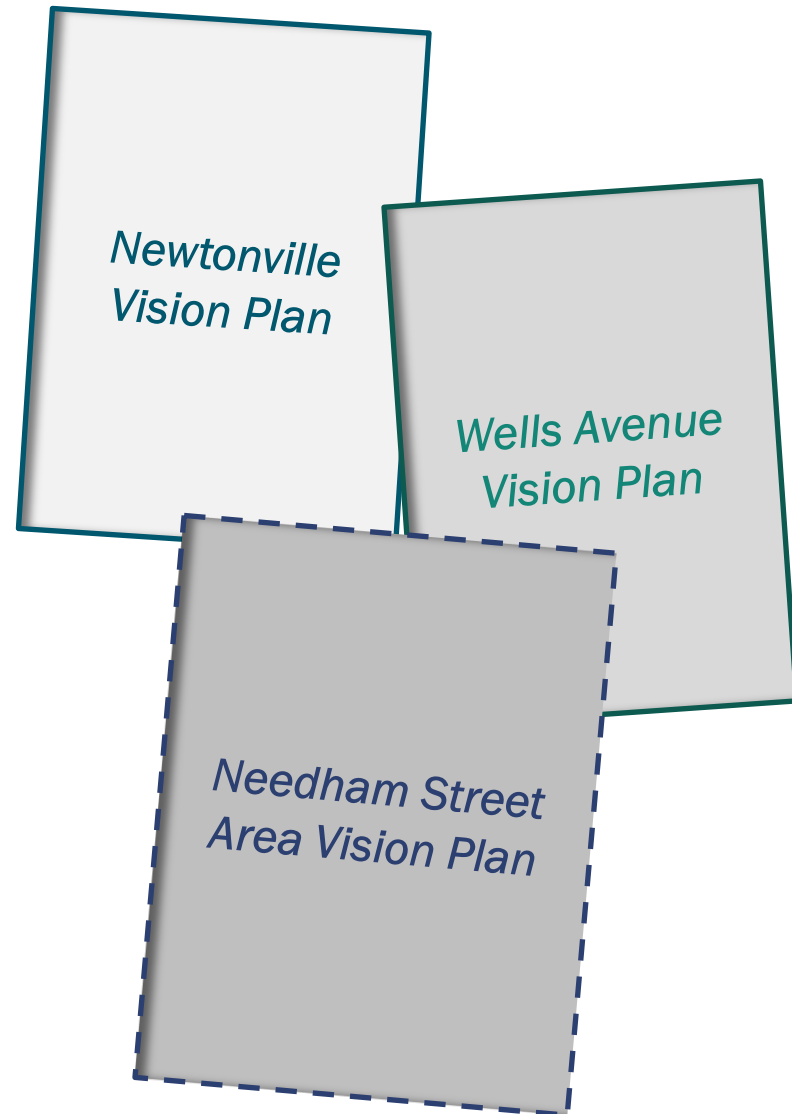 Newtonville
Vision Plan
Wells Avenue
Vision Plan
Needham Street
Area Vision Plan